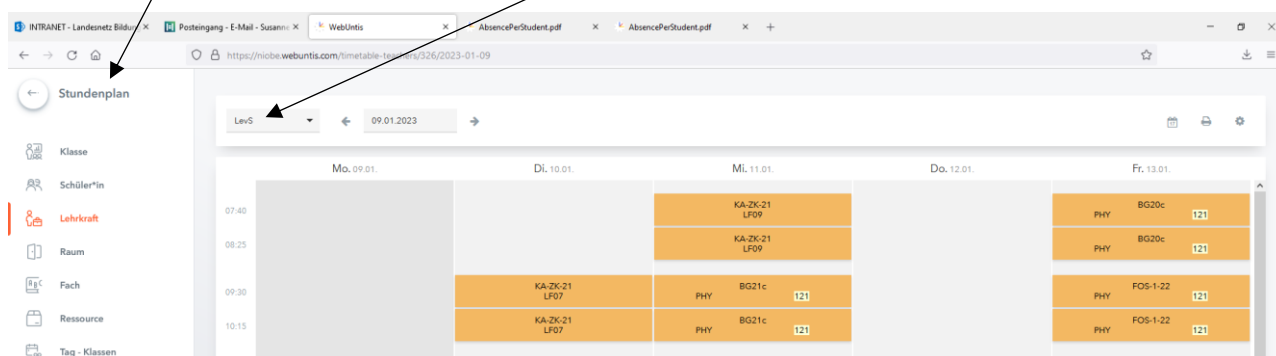 INTRANET - Landesnetz Bildun
Posteingang - E-Mail - Susann
WebUntis
AbsencePerStudent.pdf
AbsencePerStudent.pdf
https://niobe.webuntis.com/timetable-teachers/326/2023-01-09
Stundenplan
LevS
09.01.2023
Klasse
Schüler*in
Lehrkraft
Raum
Fach
Ressource
Tag - Klassen
Mo. 09.01.
Di. 10.01.
Mi. 11.01.
Do. 12.01.
Fr. 13.01.
07:40
KA-ZK-21
LF09
BG20c
PHY 121
08:25
KA-ZK-21
LF09
BG20c
PHY 121
09:30
KA-ZK-21
LF07
BG21c
PHY 121
FOS-1-22
PHY 121
10:15
KA-ZK-21
LF07
BG21c
PHY 121
FOS-1-22
PHY 121